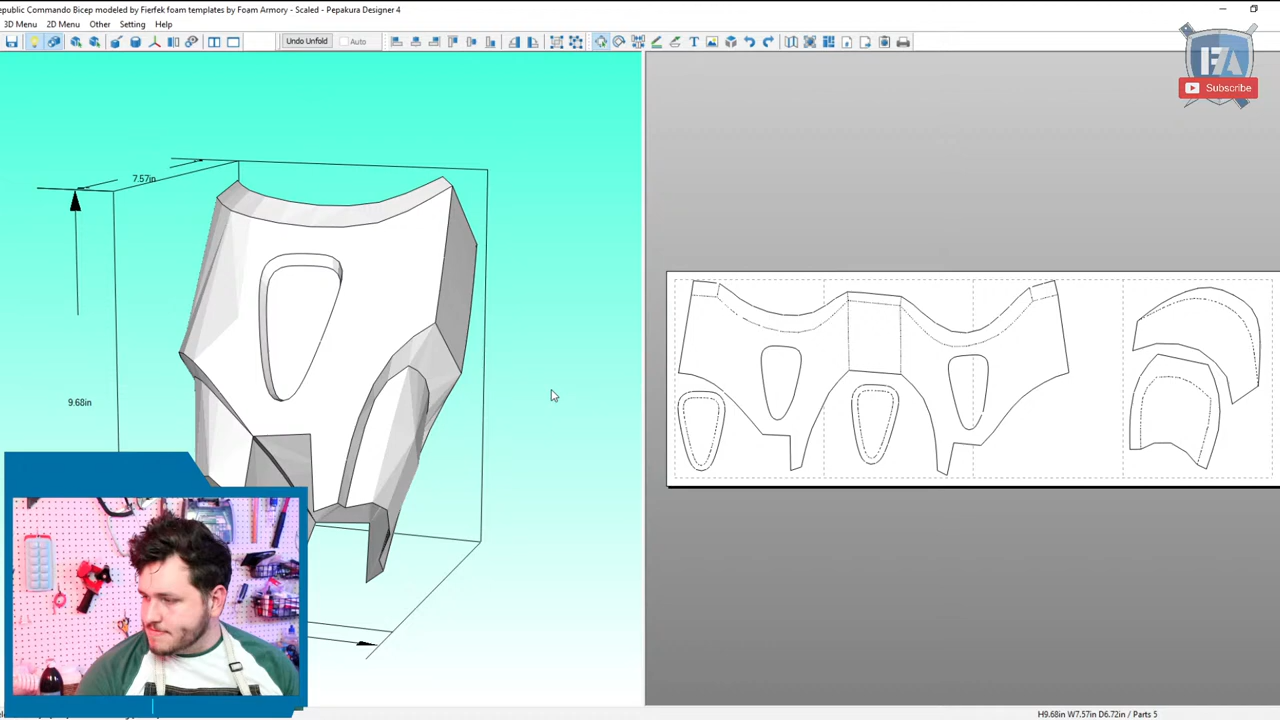 epublic Commando Bicep modeled by Fierfek foam templates by Foam Armory - Scaled - Pepakura Designer 4
3D Menu 2D Menu Other Setting Help
Undo Unfold Auto
FA
Subscribe
7.57in
9.68in
H9.68in W7.57in D6.72in / Parts 5